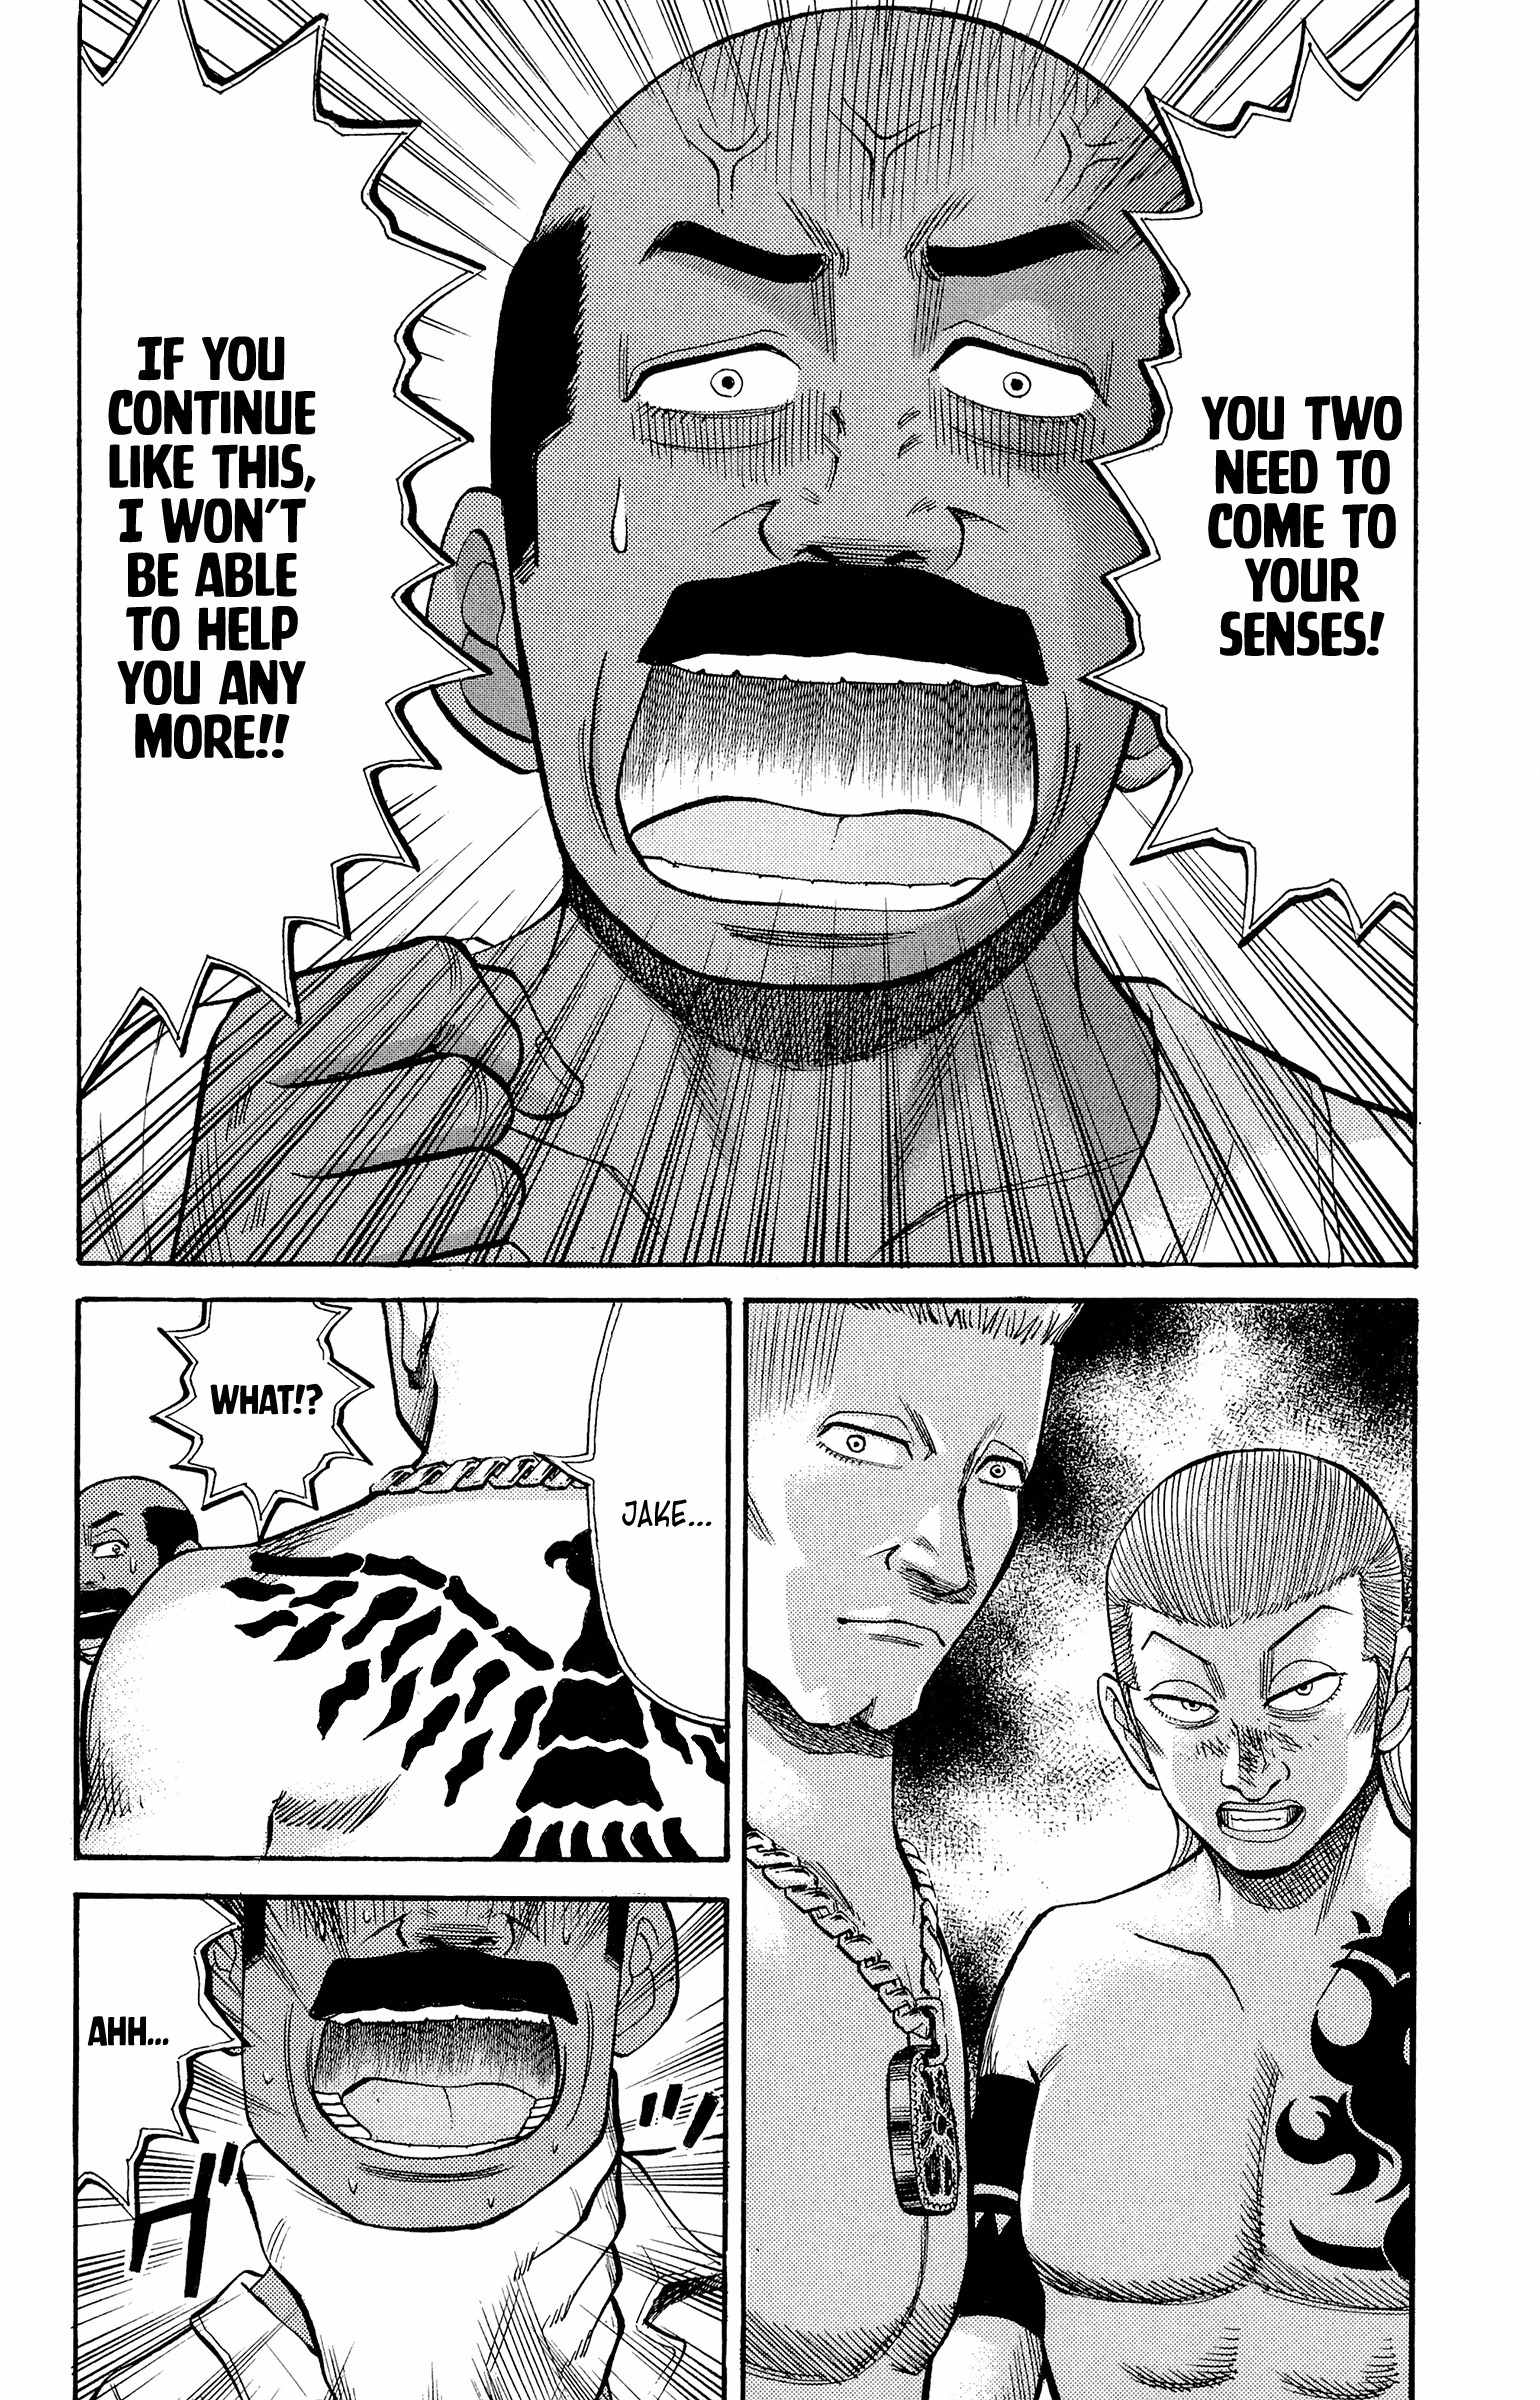 YOU TWO
NEED TO
COME TO
YOUR
SENSES!
IF YOU
CONTINUE
LIKE THIS,
I WON'T
BE ABLE
TO HELP
YOU ANY
MORE!!
JAKE...
WHAT!?
AHH...